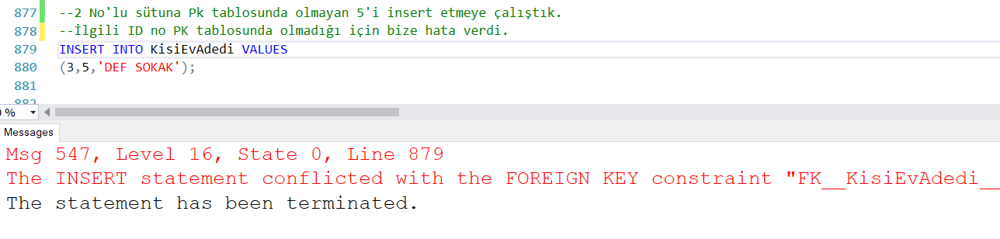 877 --2 No'lu sütuna Pk tablosunda olmayan 5'i insert etmeye çalıştık.
878 --İlgili ID no PK tablosunda olmadığı için bize hata verdi.
879 INSERT INTO KisiEvAdedi VALUES
880 (3,5,'DEF SOKAK');
881
882
%
Messages
Msg 547, Level 16, State 0, Line 879
The INSERT statement conflicted with the FOREIGN KEY constraint "FK__KisiEvAdedi__
The statement has been terminated.